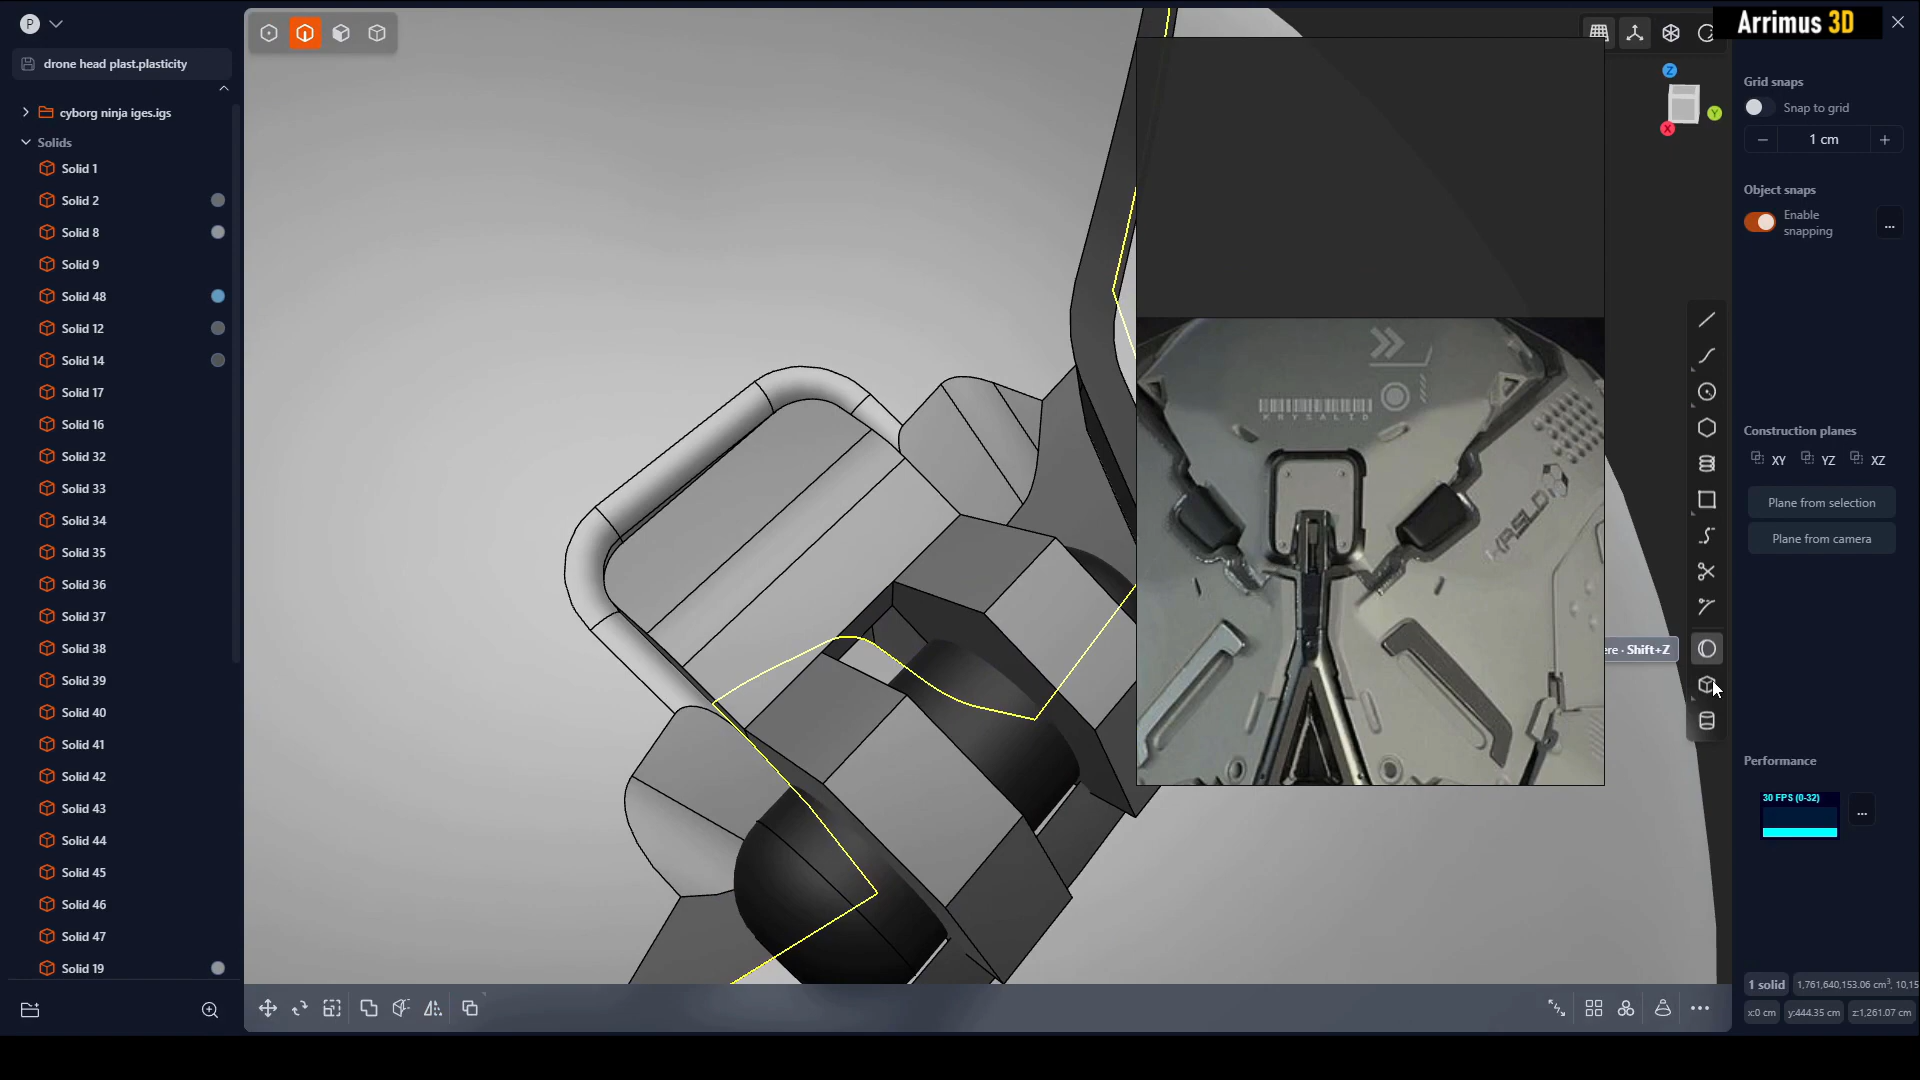 P
drone head plast.plasticity
cyborg ninja iges.igs
Solids
Solid 1
Solid 2
Solid 8
Solid 9
Solid 48
Solid 12
Solid 14
Solid 17
Solid 16
Solid 32
Solid 33
Solid 34
Solid 35
Solid 36
Solid 37
Solid 38
Solid 39
Solid 40
Solid 41
Solid 42
Solid 43
Solid 44
Solid 45
Solid 46
Solid 47
Solid 19
KRYSALID
KASLD
ere · Shift+Z
Z
Y
X
Arrimus 3D
Grid snaps
Snap to grid
1 cm
Object snaps
Enable snapping
...
Construction planes
XY YZ XZ
Plane from selection
Plane from camera
Performance
30 FPS (0-32)
...
1 solid 1,761,640,153.06 cm³, 10,15
x:0 cm y:444.35 cm z:1,261.07 cm